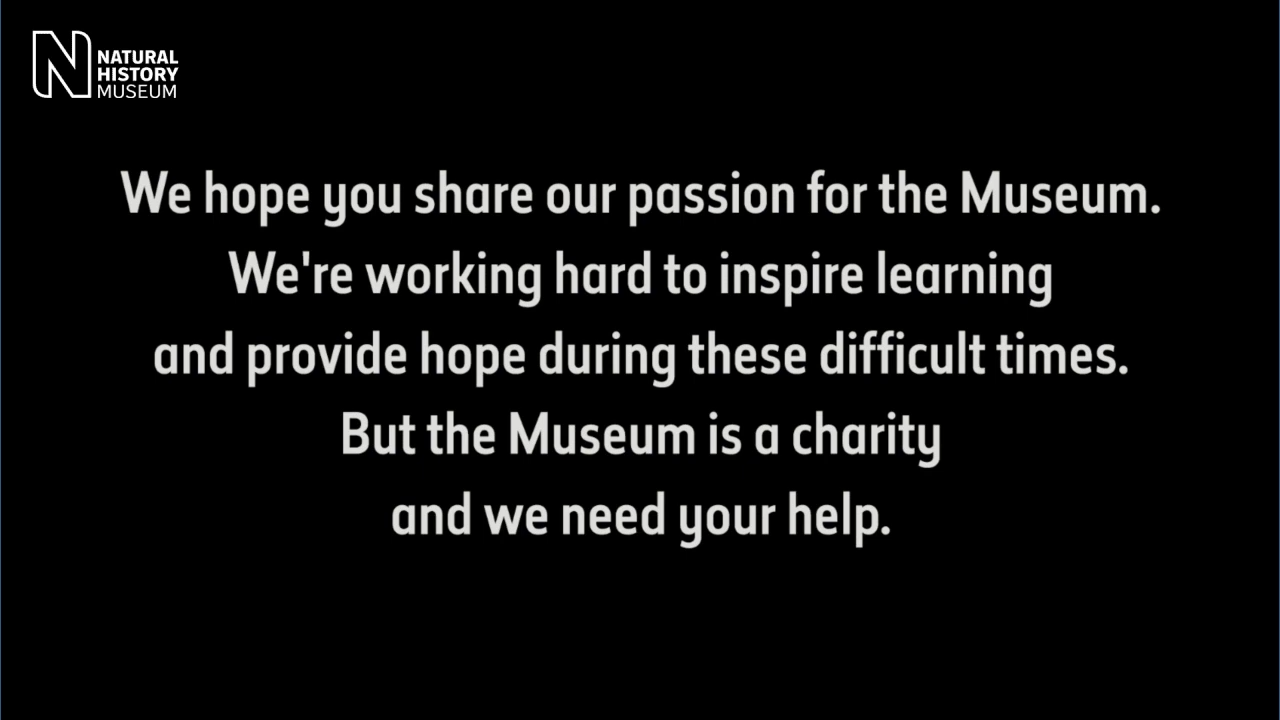 NATURAL
HISTORY
MUSEUM
We hope you share our passion for the Museum.
We're working hard to inspire learning
and provide hope during these difficult times.
But the Museum is a charity
and we need your help.